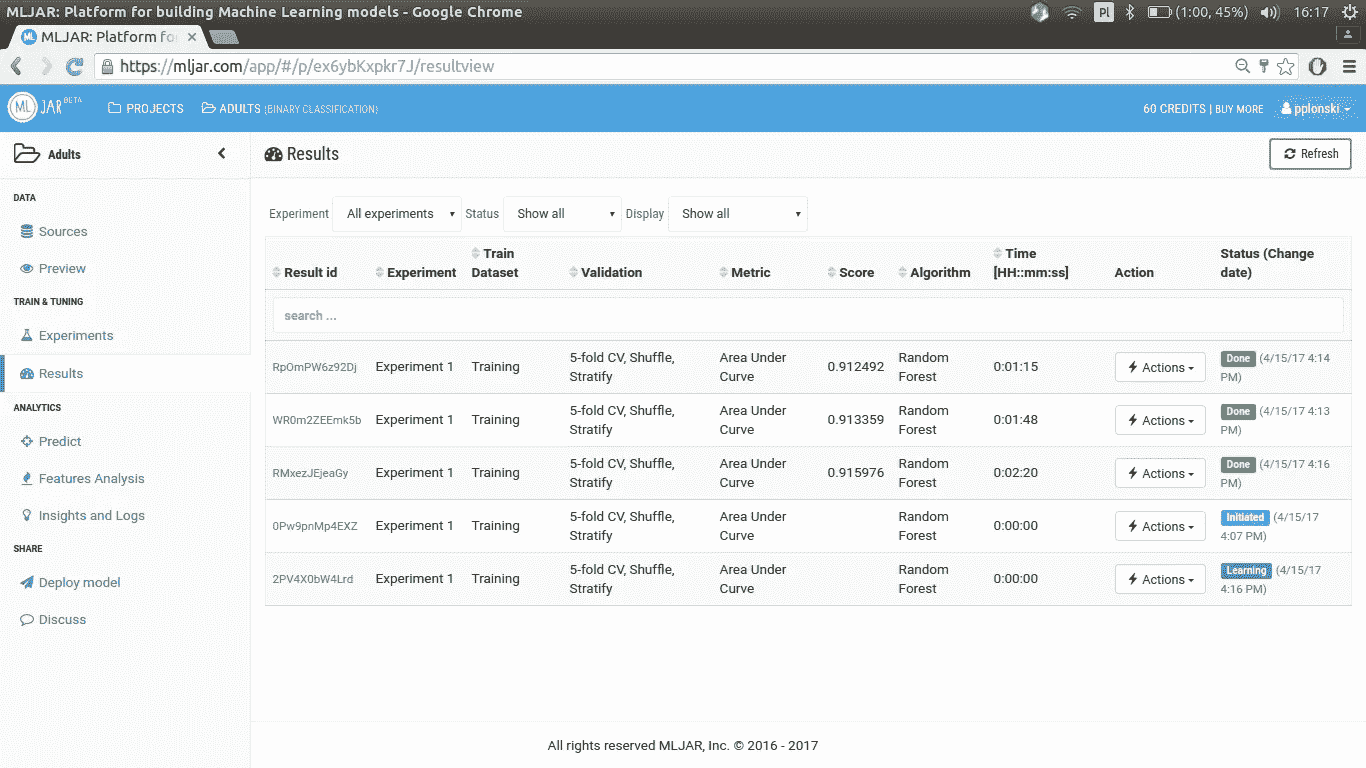 MLJAR: Platform for building Machine Learning models - Google Chrome
Pl (1:00, 45%) 16:17
MLJAR: Platform fo
https://mljar.com/app/#/p/ex6ybKxpkr7J/resultview
ML JAR BETA PROJECTS ADULTS (BINARY CLASSIFICATION) 60 CREDITS | BUY MORE pplonski
Adults
Results
Refresh
DATA
Sources
Preview
TRAIN & TUNING
Experiments
Results
ANALYTICS
Predict
Features Analysis
Insights and Logs
SHARE
Deploy model
Discuss
Experiment All experiments Status Show all Display Show all
Result id Experiment Train Dataset Validation Metric Score Algorithm Time [HH::mm:ss] Action Status (Change date)
search ...
RpOmPW6z92Dj Experiment 1 Training 5-fold CV, Shuffle, Stratify Area Under Curve 0.912492 Random Forest 0:01:15 Actions Done (4/15/17 4:14 PM)
WR0m2ZEEmk5b Experiment 1 Training 5-fold CV, Shuffle, Stratify Area Under Curve 0.913359 Random Forest 0:01:48 Actions Done (4/15/17 4:13 PM)
RMxezJEjeaGy Experiment 1 Training 5-fold CV, Shuffle, Stratify Area Under Curve 0.915976 Random Forest 0:02:20 Actions Done (4/15/17 4:16 PM)
0Pw9pnMp4EXZ Experiment 1 Training 5-fold CV, Shuffle, Stratify Area Under Curve Random Forest 0:00:00 Actions Initiated (4/15/17 4:07 PM)
2PV4X0bW4Lrd Experiment 1 Training 5-fold CV, Shuffle, Stratify Area Under Curve Random Forest 0:00:00 Actions Learning (4/15/17 4:16 PM)
All rights reserved MLJAR, Inc. © 2016 - 2017